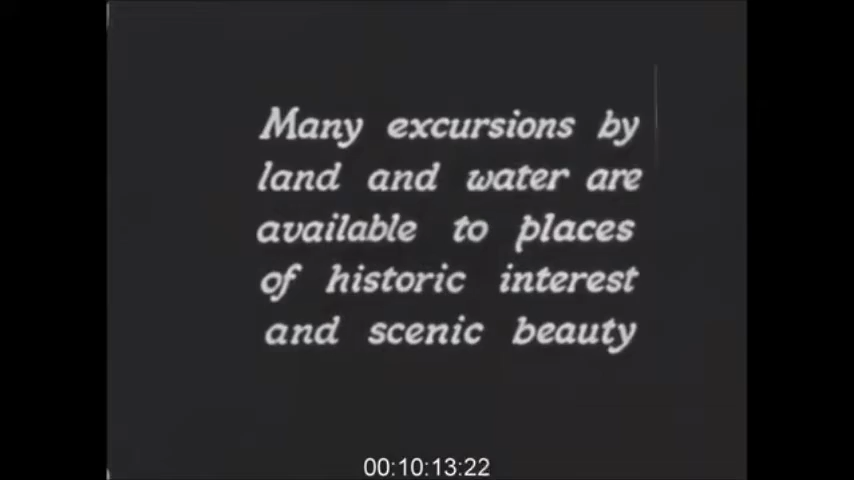 Many excursions by
land and water are
available to places
of historic interest
and scenic beauty
00:10:13:22